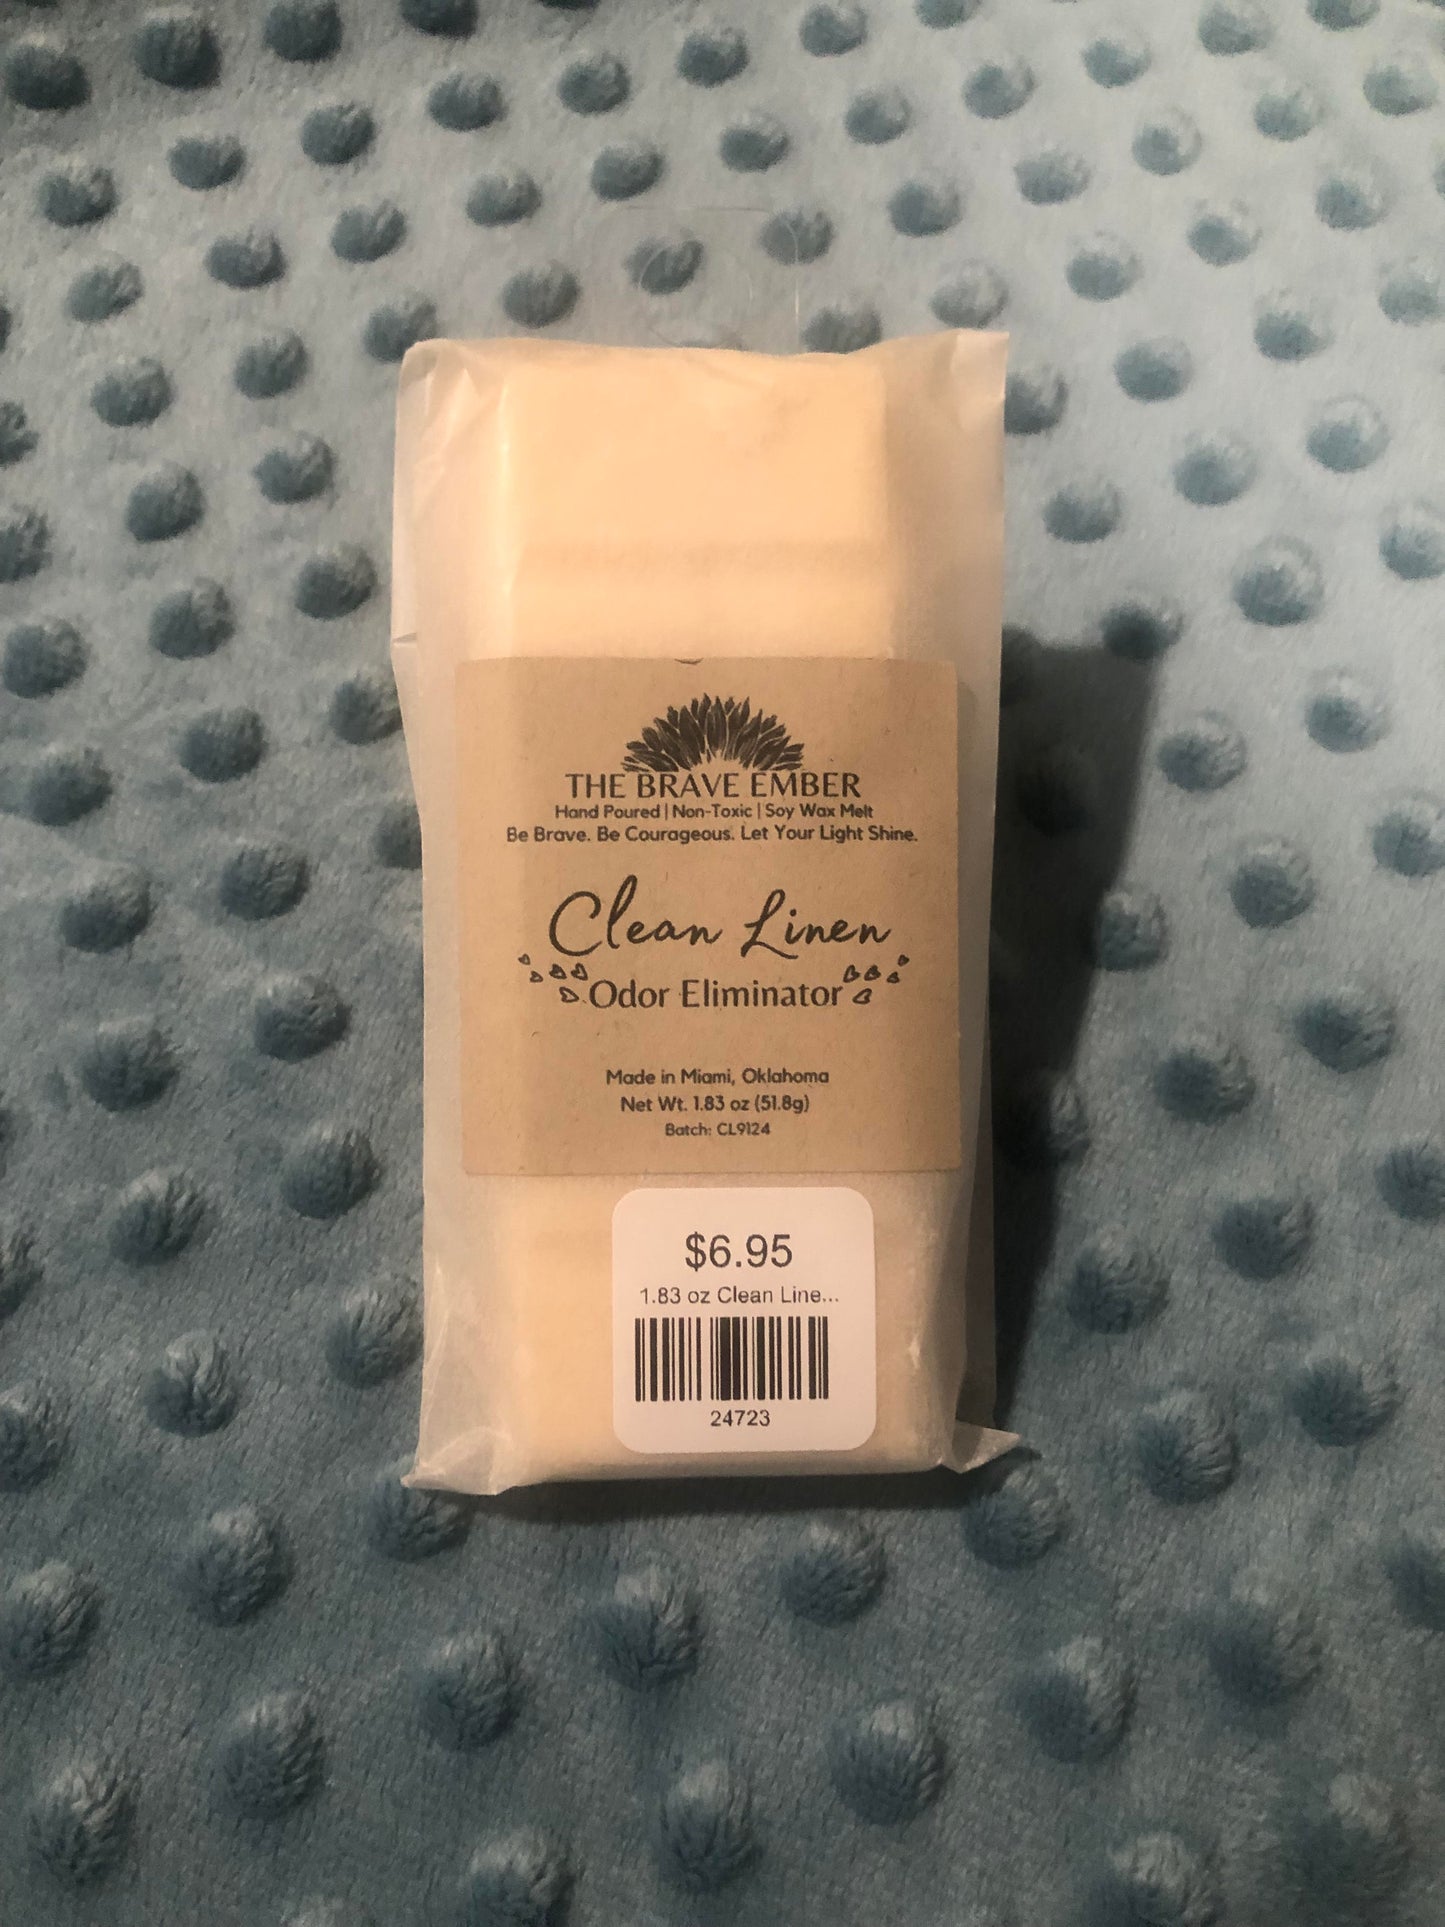 THE BRAVE EMBER
Hand Poured | Non-Toxic | Soy Wax Melt
Be Brave. Be Courageous. Let Your Light Shine.
Clean Linen
Odor Eliminator
Made in Miami, Oklahoma
Net Wt. 1.83 oz (51.8g)
Batch: CL9124
$6.95
1.83 oz Clean Line...
24723